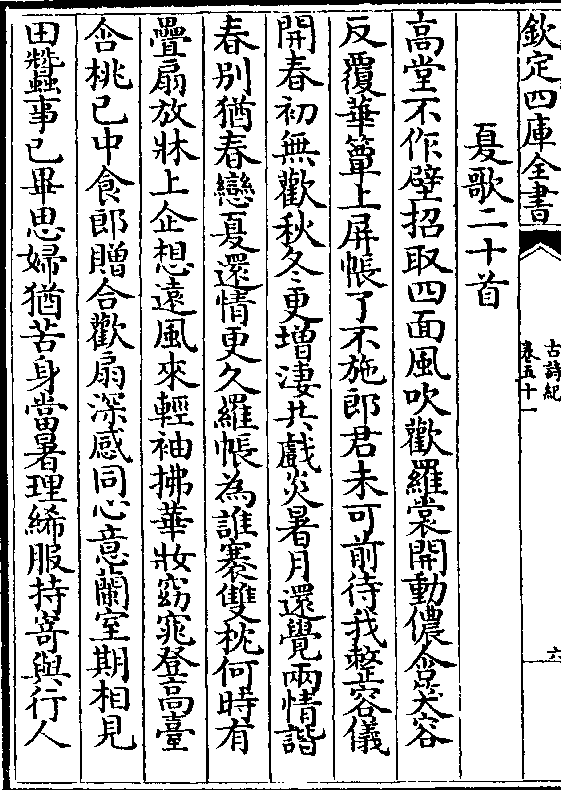 欽定四庫全書
古詩紀
卷五十一
六
夏歌二十首
高堂不作壁招取四面風吹歡羅裳開動儂含笑容
反覆華簟上屏帳了不施郎君未可前待我整容儀
開春初無歡秋冬更增淒共戲炎暑月還覺兩情諧
春别猶春戀夏還情更久羅帳為誰褰雙枕何時有
疊扇放牀上企想遠風來輕袖拂華妝窈窕登高臺
含桃已中食郎贈合歡扇深感同心意蘭室期相見
田蠶事已畢思婦猶苦身當暑理絺服持寄與行人